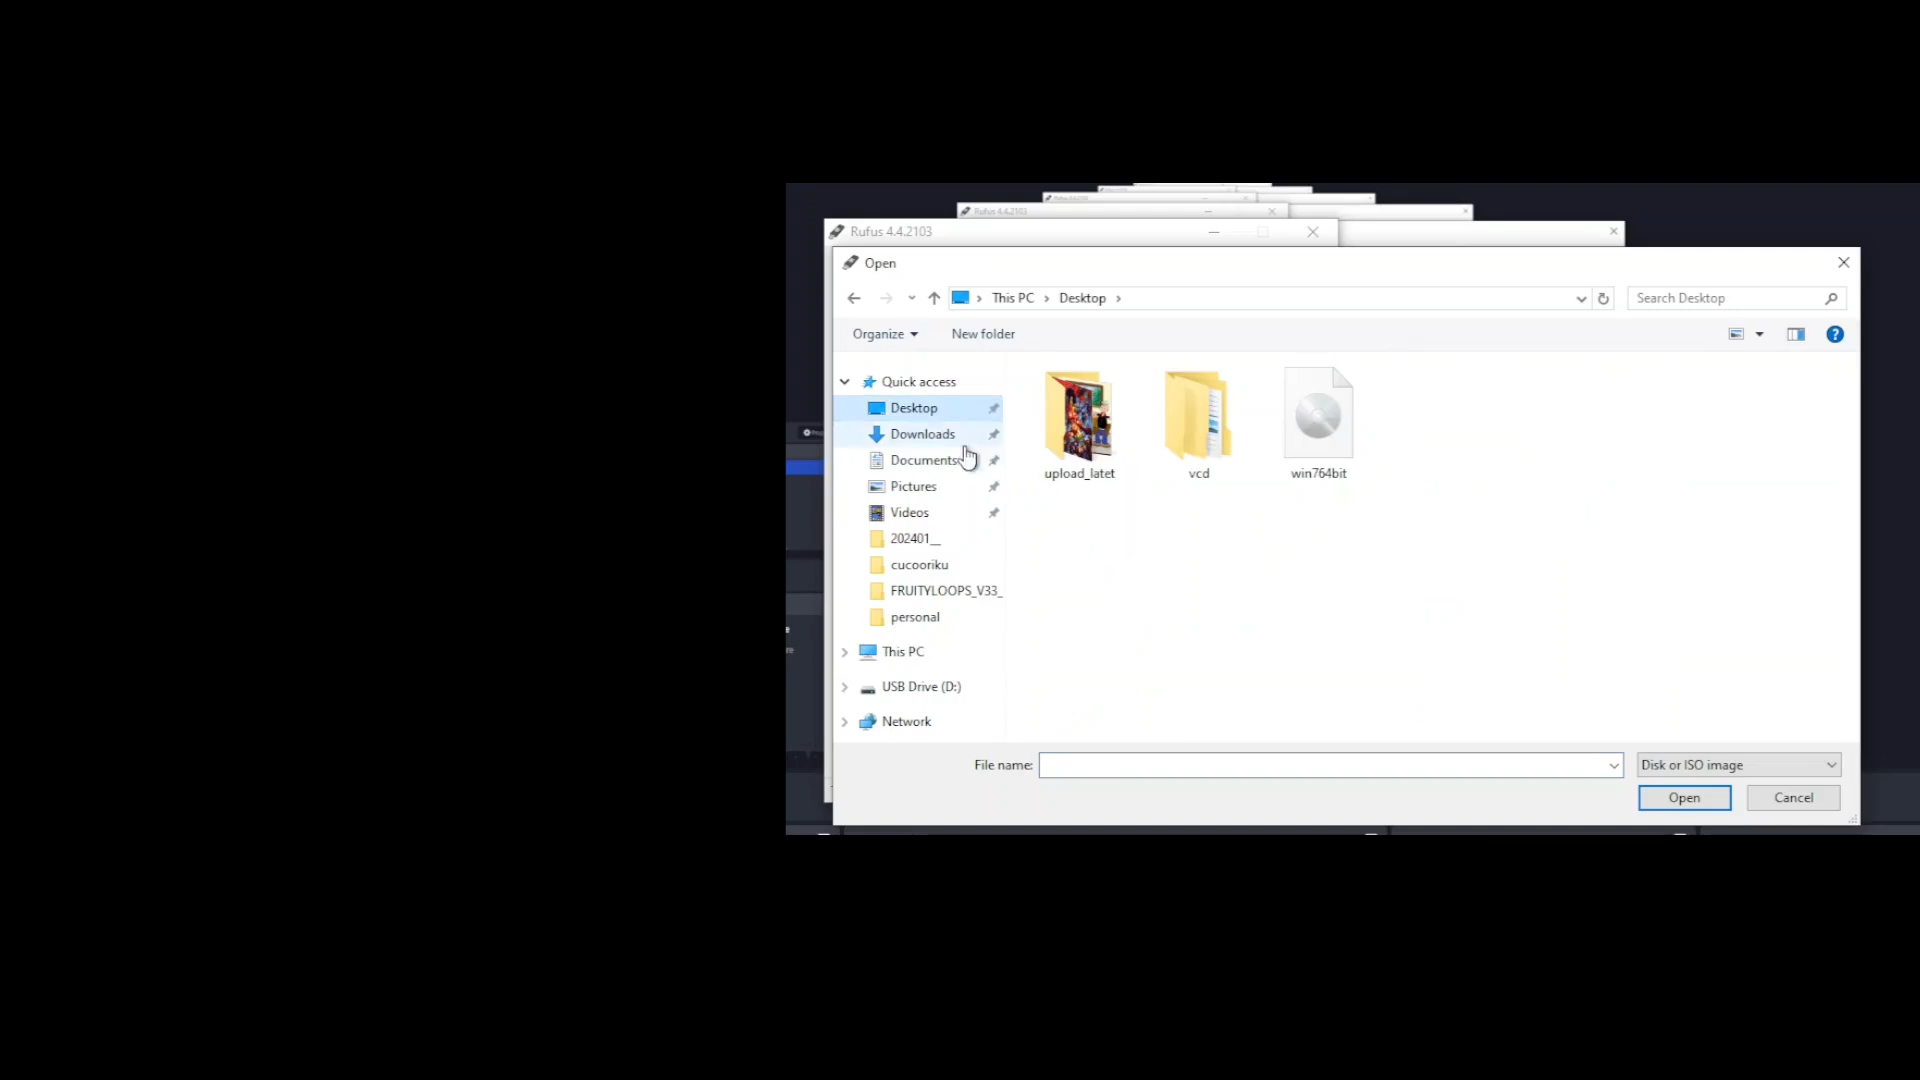 Rufus 4.4.2103
Rufus 4.4.2103
Open
This PC
Desktop
Search Desktop
Organize
New folder
Quick access
Desktop
Downloads
Documents
Pictures
Videos
202401__
cucooriku
FRUITYLOOPS_V33_
personal
This PC
USB Drive (D:)
Network
upload_latet
vcd
win764bit
File name:
Disk or ISO image
Open
Cancel